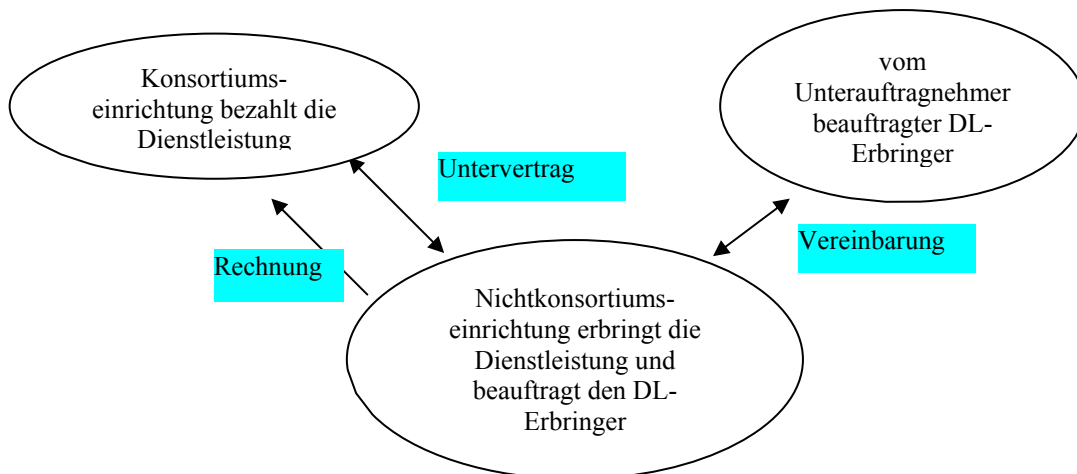 Konsortiums-
einrichtung bezahlt die
Dienstleistung
vom
Unterauftragnehmer
beauftragter DL-
Erbringer
Untervertrag
Vereinbarung
Rechnung
Nichtkonsortiums-
einrichtung erbringt die
Dienstleistung und
beauftragt den DL-
Erbringer